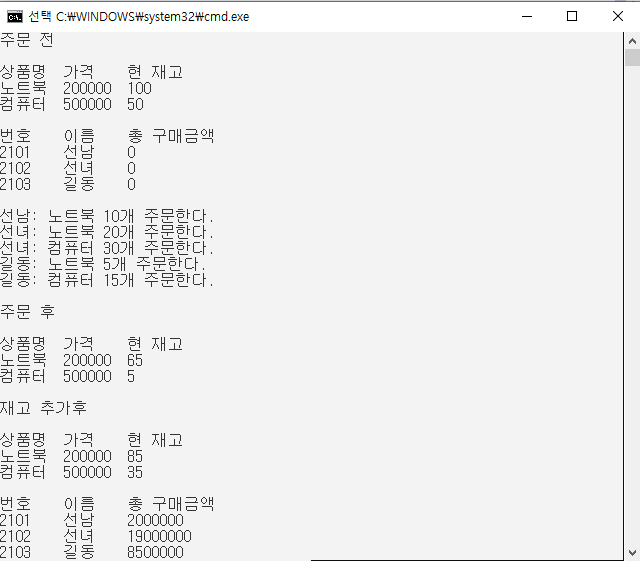 선택 C:₩WINDOWS₩system32₩cmd.exe
주문 전
상품명 가격 현 재고
노트북 200000 100
컴퓨터 500000 50
번호 이름 총 구매금액
2101 선남 0
2102 선녀 0
2103 길동 0
선남: 노트북 10개 주문한다.
선녀: 노트북 20개 주문한다.
선녀: 컴퓨터 30개 주문한다.
길동: 노트북 5개 주문한다.
길동: 컴퓨터 15개 주문한다.
주문 후
상품명 가격 현 재고
노트북 200000 65
컴퓨터 500000 5
재고 추가후
상품명 가격 현 재고
노트북 200000 85
컴퓨터 500000 35
번호 이름 총 구매금액
2101 선남 2000000
2102 선녀 19000000
2103 길동 8500000